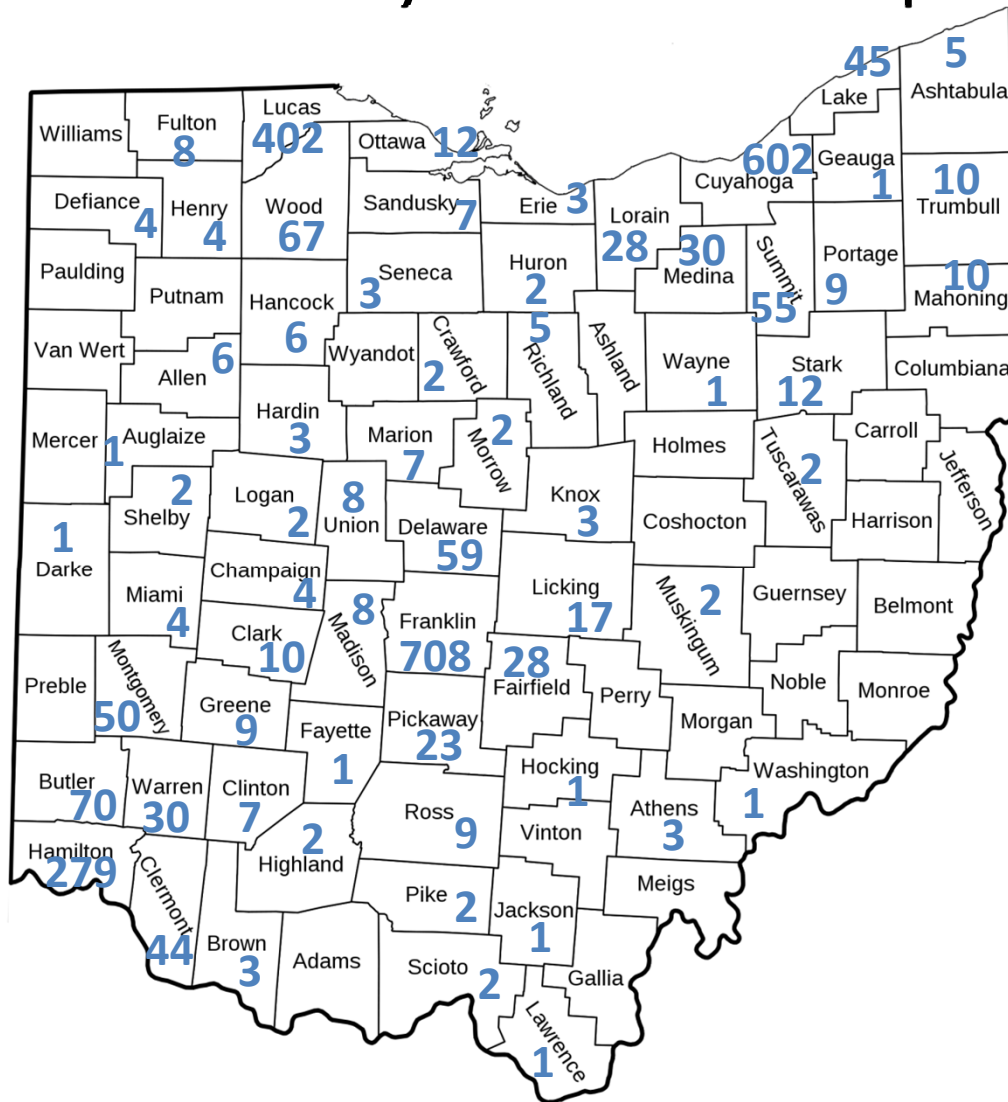 45
5
Lake
Ashtabula
Williams
Fulton
8
Lucas
402
Ottawa
12
602
Cuyahoga
Geauga
1
10
Trumbull
Defiance
4
Henry
4
Wood
67
Sandusky
7
Erie
3
Lorain
28
30
Medina
Summit
55
Portage
9
10
Mahoning
Paulding
Putnam
Hancock
6
Seneca
3
Huron
2
Van Wert
6
Allen
Wyandot
Crawford
2
5
Richland
Ashland
Wayne
1
Stark
12
Columbiana
Mercer
1
Auglaize
Hardin
3
Marion
7
2
Morrow
Holmes
Tuscarawas
2
Carroll
Jefferson
2
Shelby
Logan
2
8
Union
Delaware
59
Knox
3
Coshocton
Harrison
1
Darke
Miami
4
Champaign
4
8
Madison
Franklin
708
Licking
17
2
Muskingum
Guernsey
Belmont
Clark
10
Preble
Montgomery
50
Greene
9
Fayette
1
Pickaway
23
28
Fairfield
Perry
Morgan
Noble
Monroe
Butler
70
Warren
30
Clinton
7
Hocking
1
Washington
1
Ross
9
Vinton
Athens
3
Hamilton
279
Clermont
44
2
Highland
Pike
2
Jackson
1
Meigs
Brown
3
Adams
Scioto
2
Gallia
Lawrence
1